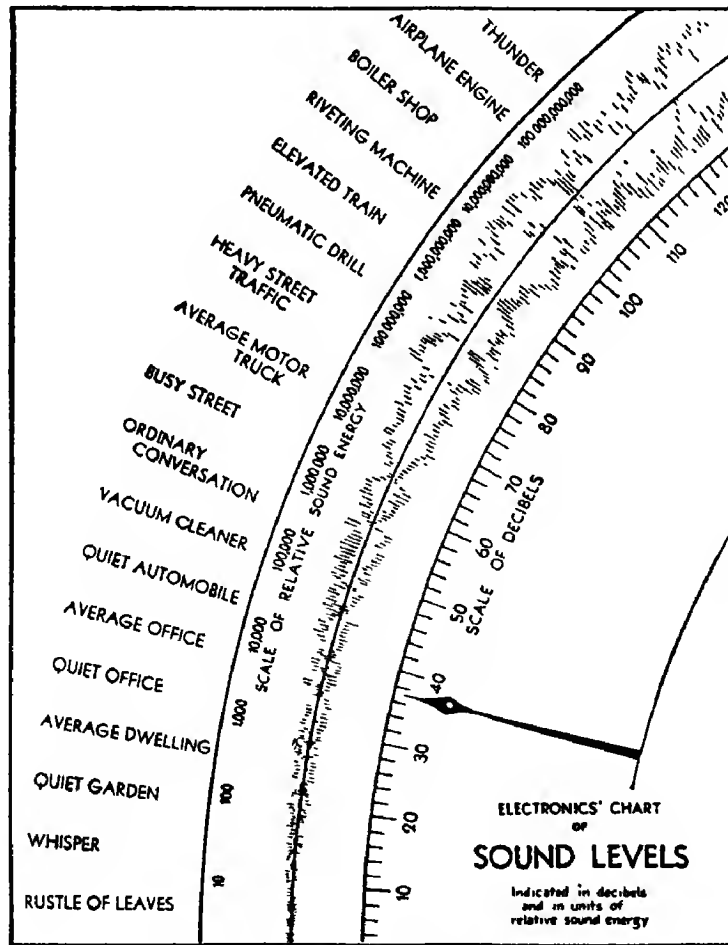 THUNDER
AIRPLANE ENGINE
BOILER SHOP
RIVETING MACHINE
ELEVATED TRAIN
PNEUMATIC DRILL
HEAVY STREET
TRAFFIC
AVERAGE MOTOR
TRUCK
BUSY STREET
ORDINARY
CONVERSATION
VACUUM CLEANER
QUIET AUTOMOBILE
AVERAGE OFFICE
QUIET OFFICE
AVERAGE DWELLING
QUIET GARDEN
WHISPER
RUSTLE OF LEAVES
100,000,000,000
10,000,000,000
1,000,000,000
100,000,000
10,000,000
1,000,000
100,000
10,000
1,000
100
10
SCALE OF RELATIVE SOUND ENERGY
120
110
100
90
80
70
60
50
40
30
20
10
SCALE OF DECIBELS
ELECTRONICS' CHART
OF
SOUND LEVELS
Indicated in decibels
and in units of
relative sound energy